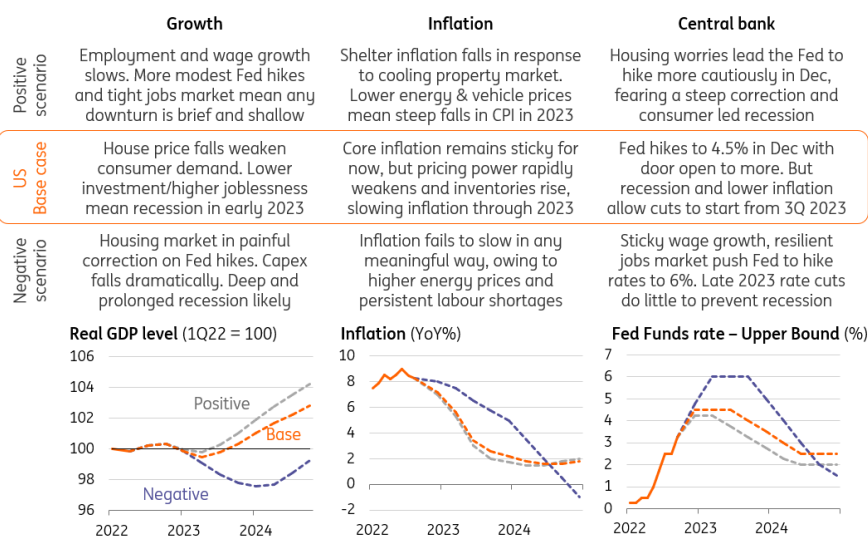 Growth
Inflation
Central bank
Positive
scenario
Employment and wage growth
slows. More modest Fed hikes
and tight jobs market mean any
downturn is brief and shallow
Shelter inflation falls in response
to cooling property market.
Lower energy & vehicle prices
mean steep falls in CPI in 2023
Housing worries lead the Fed to
hike more cautiously in Dec,
fearing a steep correction and
consumer led recession
US
Base case
House price falls weaken
consumer demand. Lower
investment/higher joblessness
mean recession in early 2023
Core inflation remains sticky for
now, but pricing power rapidly
weakens and inventories rise,
slowing inflation through 2023
Fed hikes to 4.5% in Dec with
door open to more. But
recession and lower inflation
allow cuts to start from 3Q 2023
Negative
scenario
Housing market in painful
correction on Fed hikes. Capex
falls dramatically. Deep and
prolonged recession likely
Inflation fails to slow in any
meaningful way, owing to
higher energy prices and
persistent labour shortages
Sticky wage growth, resilient
jobs market push Fed to hike
rates to 6%. Late 2023 rate cuts
do little to prevent recession
Real GDP level (1Q22 = 100)
106
104
102
100
98
96
Positive
Base
Negative
2022 2023 2024
Inflation (YoY%)
10
8
6
4
2
0
-2
2022 2023 2024
Fed Funds rate – Upper Bound (%)
7
6
5
4
3
2
1
0
2022 2023 2024